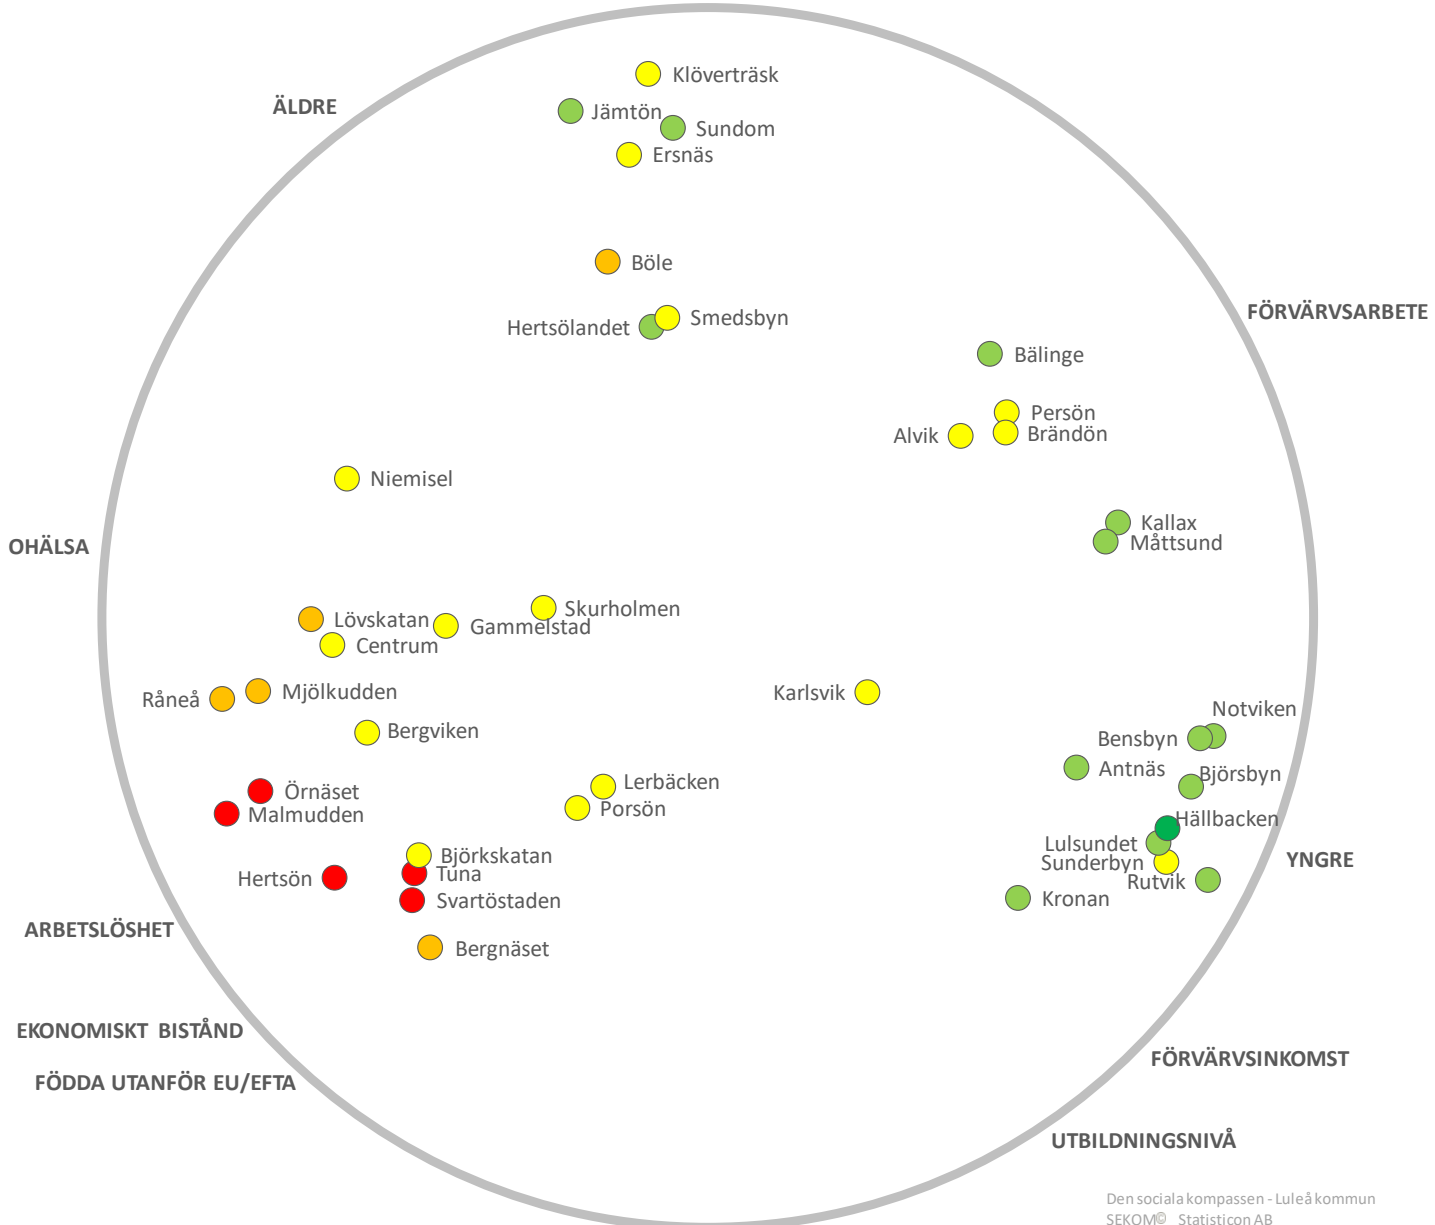 Klöverträsk
ÄLDRE
Jämtön
Sundom
Ersnäs
Böle
FÖRVÄRVSARBETE
Smedsbyn
Hertsölandet
Bälinge
Persön
Brändön
Alvik
Niemisel
Kallax
Måttsund
OHÄLSA
Skurholmen
Lövskatan
Gammelstad
Centrum
Mjölkudden
Råneå
Karlsvik
Notviken
Bergviken
Bensbyn
Antnäs
Björsbyn
Lerbäcken
Örnäset
Porsön
Malmudden
Hällbacken
Lulsundet
Björkskatan
Sunderbyn
YNGRE
Tuna
Hertsön
Rutvik
Svartöstaden
Kronan
ARBETSLÖSHET
Bergnäset
EKONOMISKT BISTÅND
FÖRVÄRVSINKOMST
FÖDDA UTANFÖR EU/EFTA
UTBILDNINGSNIVÅ
Den sociala kompassen - Luleå kommun
SEKOM© Statisticon AB